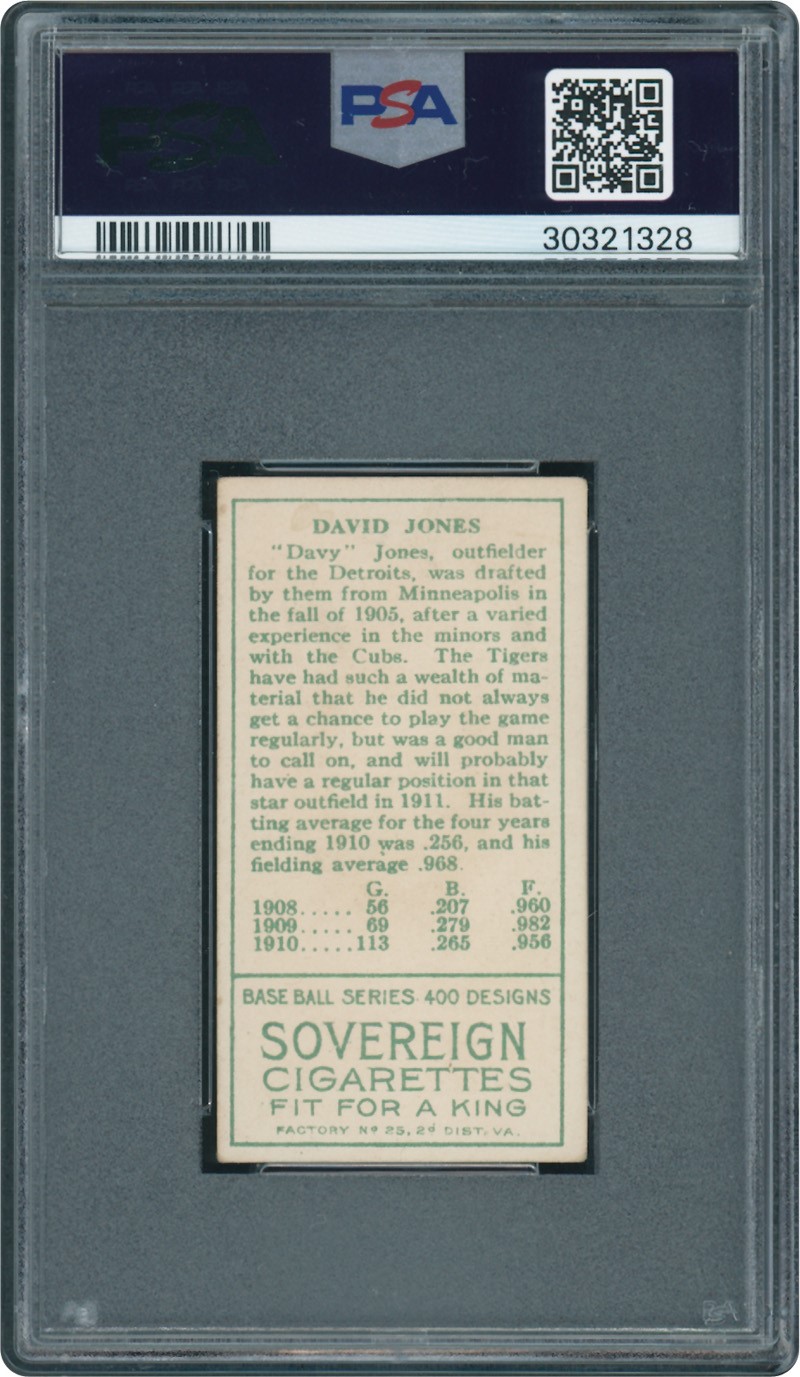 PSA
30321328
DAVID JONES
"Davy" Jones, outfielder
for the Detroits, was drafted
by them from Minneapolis in
the fall of 1905, after a varied
experience in the minors and
with the Cubs. The Tigers
have had such a wealth of ma-
terial that he did not always
get a chance to play the game
regularly, but was a good man
to call on, and will probably
have a regular position in that
star outfield in 1911. His bat-
ting average for the four years
ending 1910 was .256, and his
fielding average .968.
G. B. F.
1908..... 56 .207 .960
1909..... 69 .279 .982
1910.....113 .265 .956
BASE BALL SERIES 400 DESIGNS
SOVEREIGN
CIGARETTES
FIT FOR A KING
FACTORY Nº 25, 2d DIST, VA.